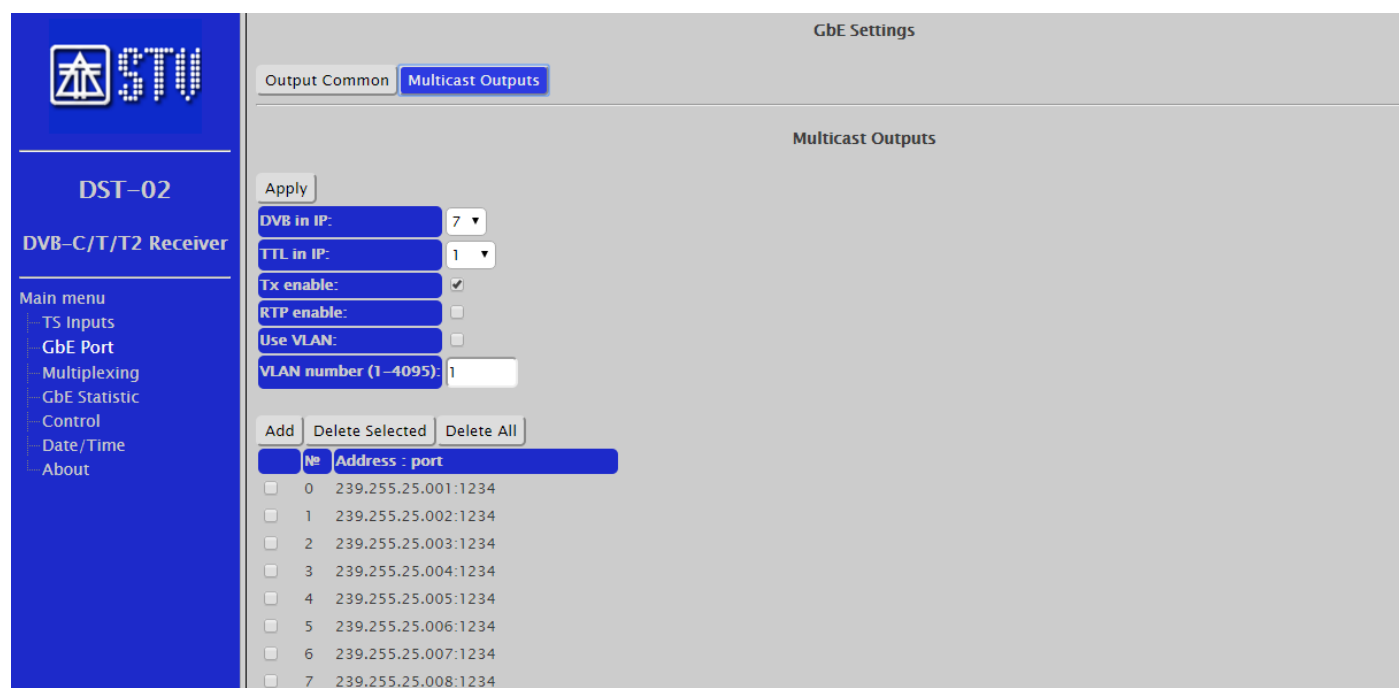 STV
DST-02
DVB-C/T/T2 Receiver
Main menu
TS Inputs
GbE Port
Multiplexing
GbE Statistic
Control
Date/Time
About
GbE Settings
Output Common Multicast Outputs
Multicast Outputs
Apply
DVB in IP: 7
TTL in IP: 1
Tx enable:
RTP enable:
Use VLAN:
VLAN number (1-4095): 1
Add Delete Selected Delete All
№ Address : port
0 239.255.25.001:1234
1 239.255.25.002:1234
2 239.255.25.003:1234
3 239.255.25.004:1234
4 239.255.25.005:1234
5 239.255.25.006:1234
6 239.255.25.007:1234
7 239.255.25.008:1234